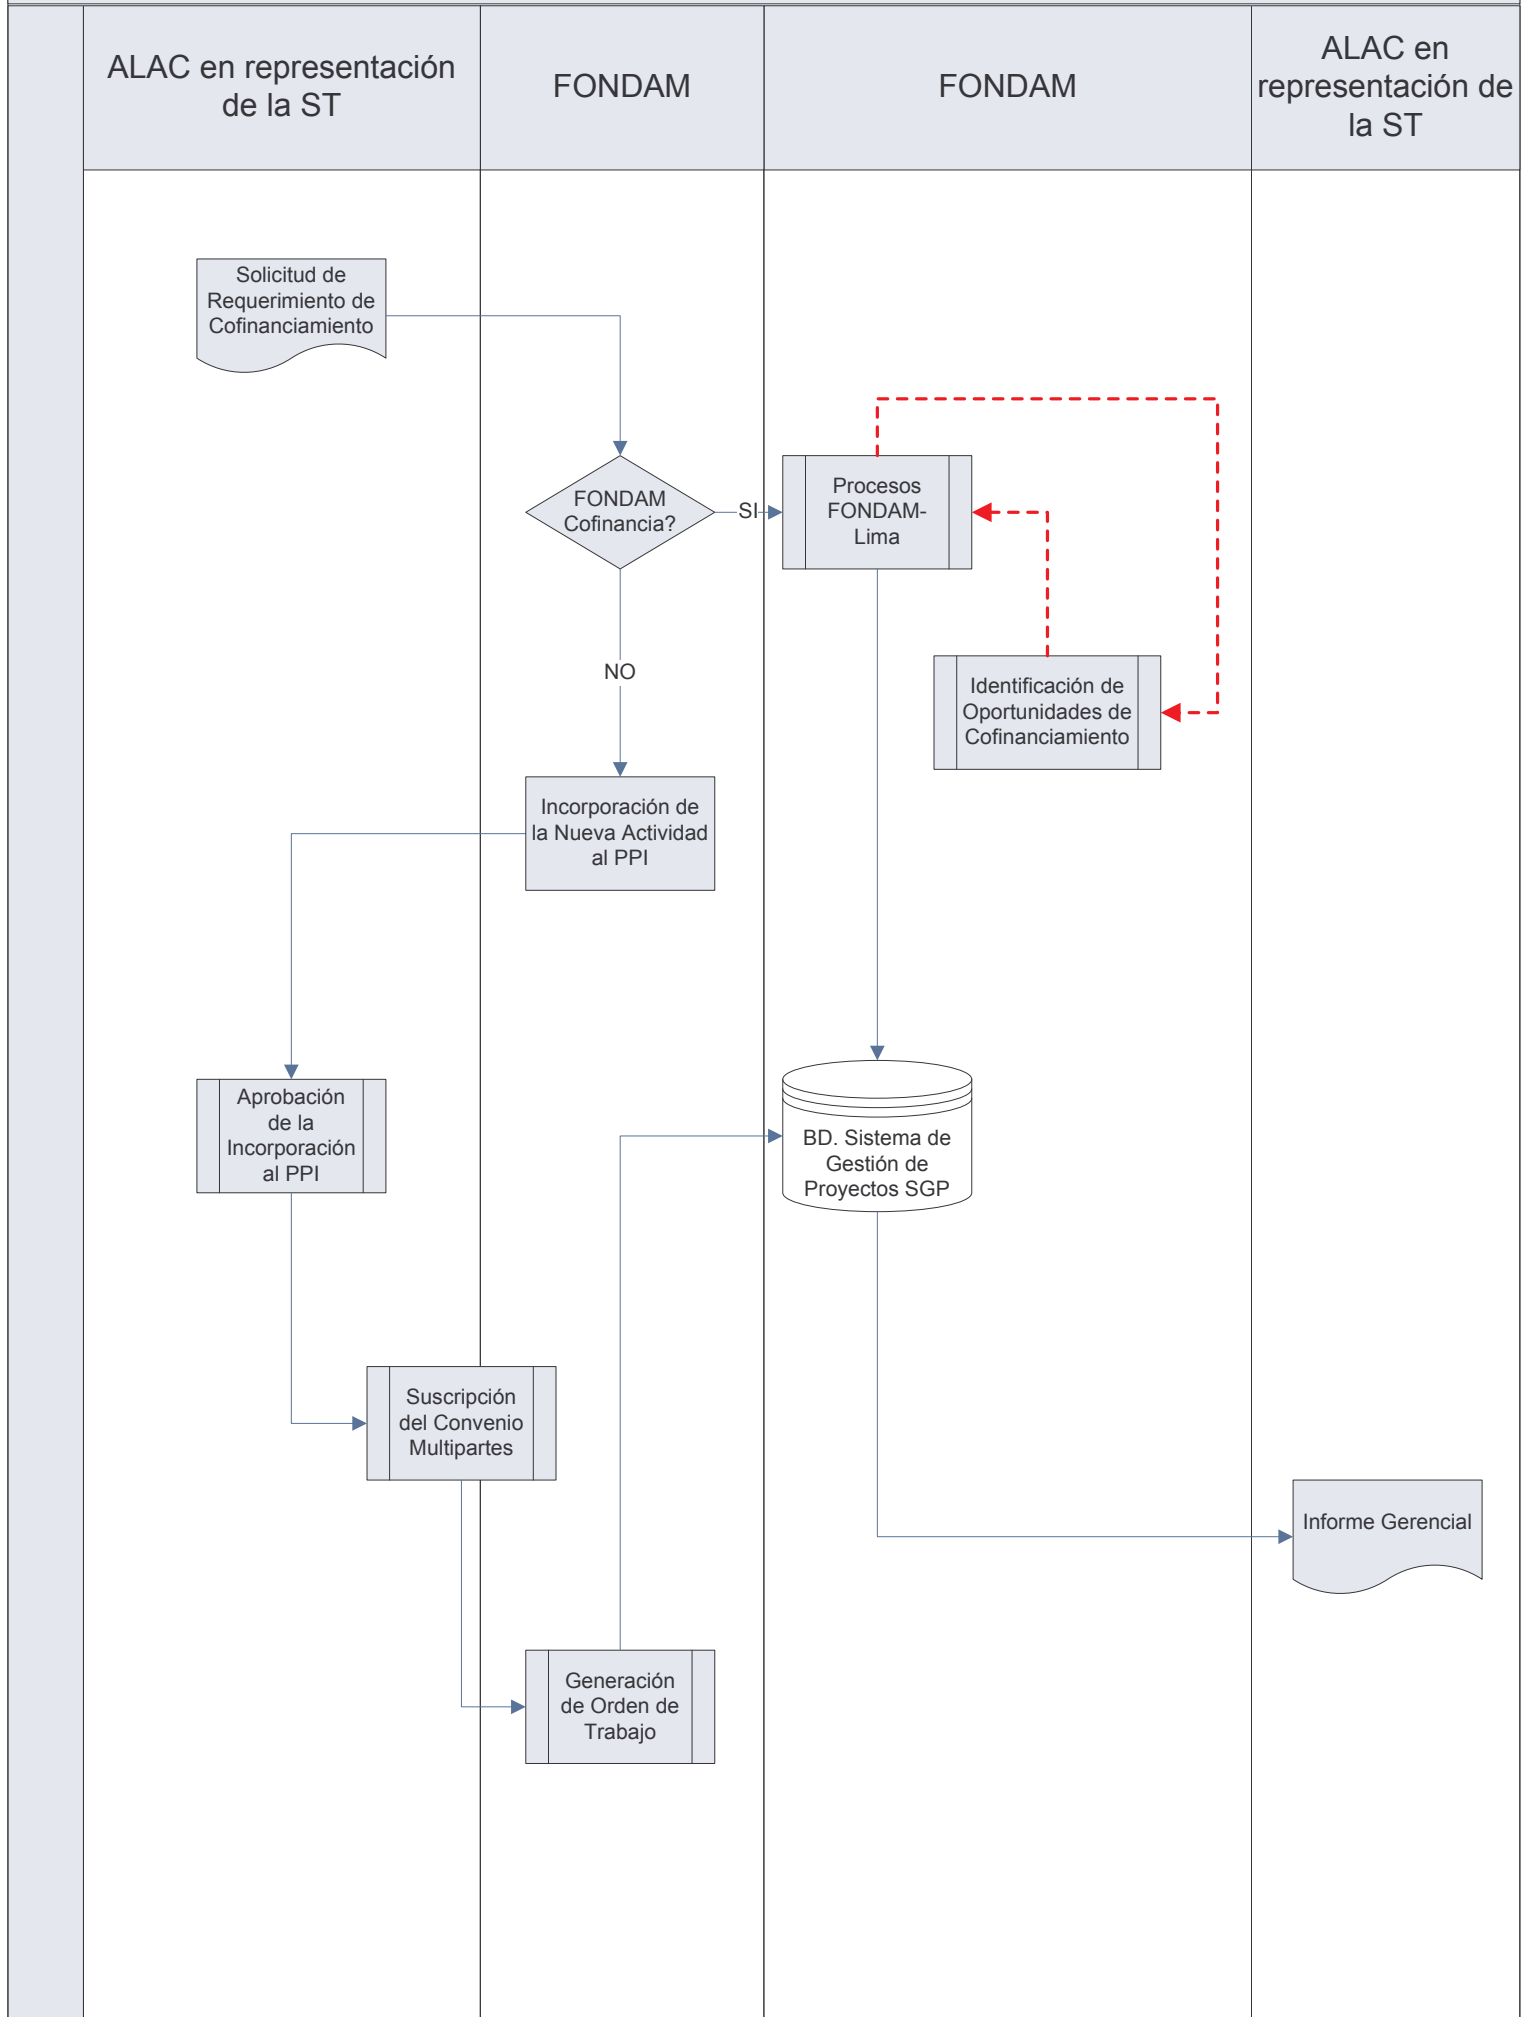 ALAC en representación
de la ST
FONDAM
FONDAM
ALAC en
representación de
la ST
Solicitud de
Requerimiento de
Cofinanciamiento
FONDAM
Cofinancia?
SI
Procesos
FONDAM-
Lima
NO
Identificación de
Oportunidades de
Cofinanciamiento
Incorporación de
la Nueva Actividad
al PPI
Aprobación
de la
Incorporación
al PPI
BD. Sistema de
Gestión de
Proyectos SGP
Suscripción
del Convenio
Multipartes
Informe Gerencial
Generación
de Orden de
Trabajo